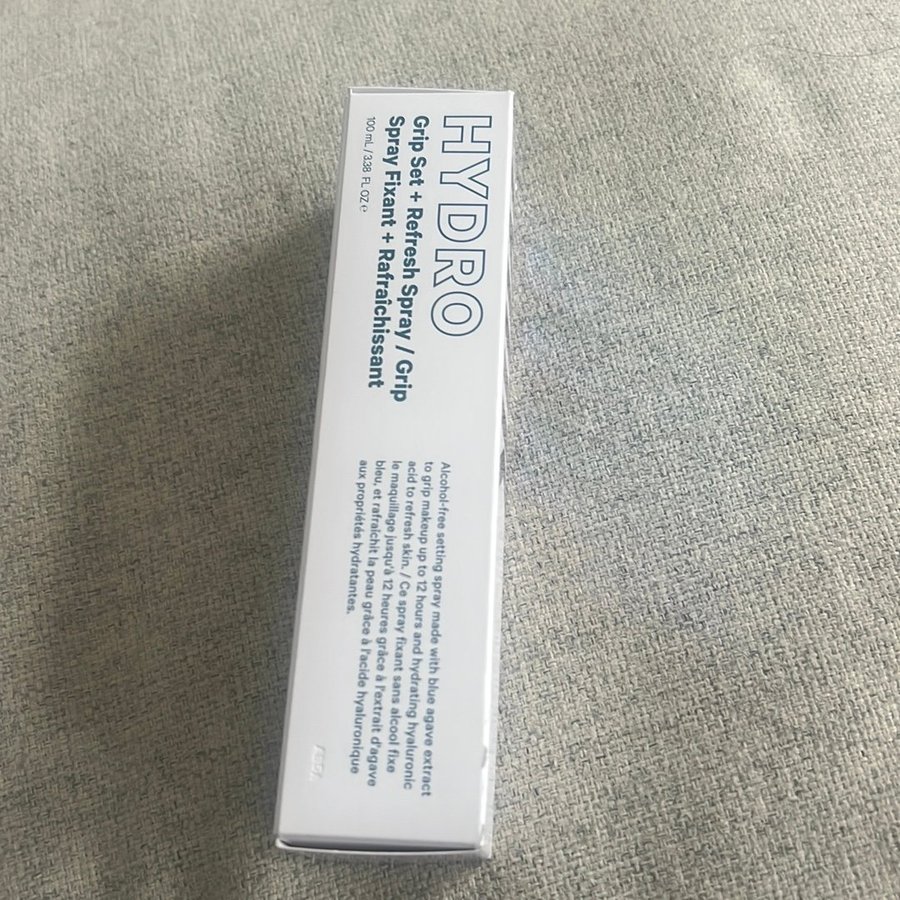 HYDRO
Grip Set + Refresh Spray / Grip
Spray Fixant + Rafraîchissant
100 mL / 3.38 FL OZ ℮
Alcohol-free setting spray made with blue agave extract
to grip makeup up to 12 hours and hydrating hyaluronic
acid to refresh skin. / Ce spray fixant sans alcool fixe
le maquillage jusqu'à 12 heures grâce à l'extrait d'agave
bleu, et rafraîchit la peau grâce à l'acide hyaluronique
aux propriétés hydratantes.